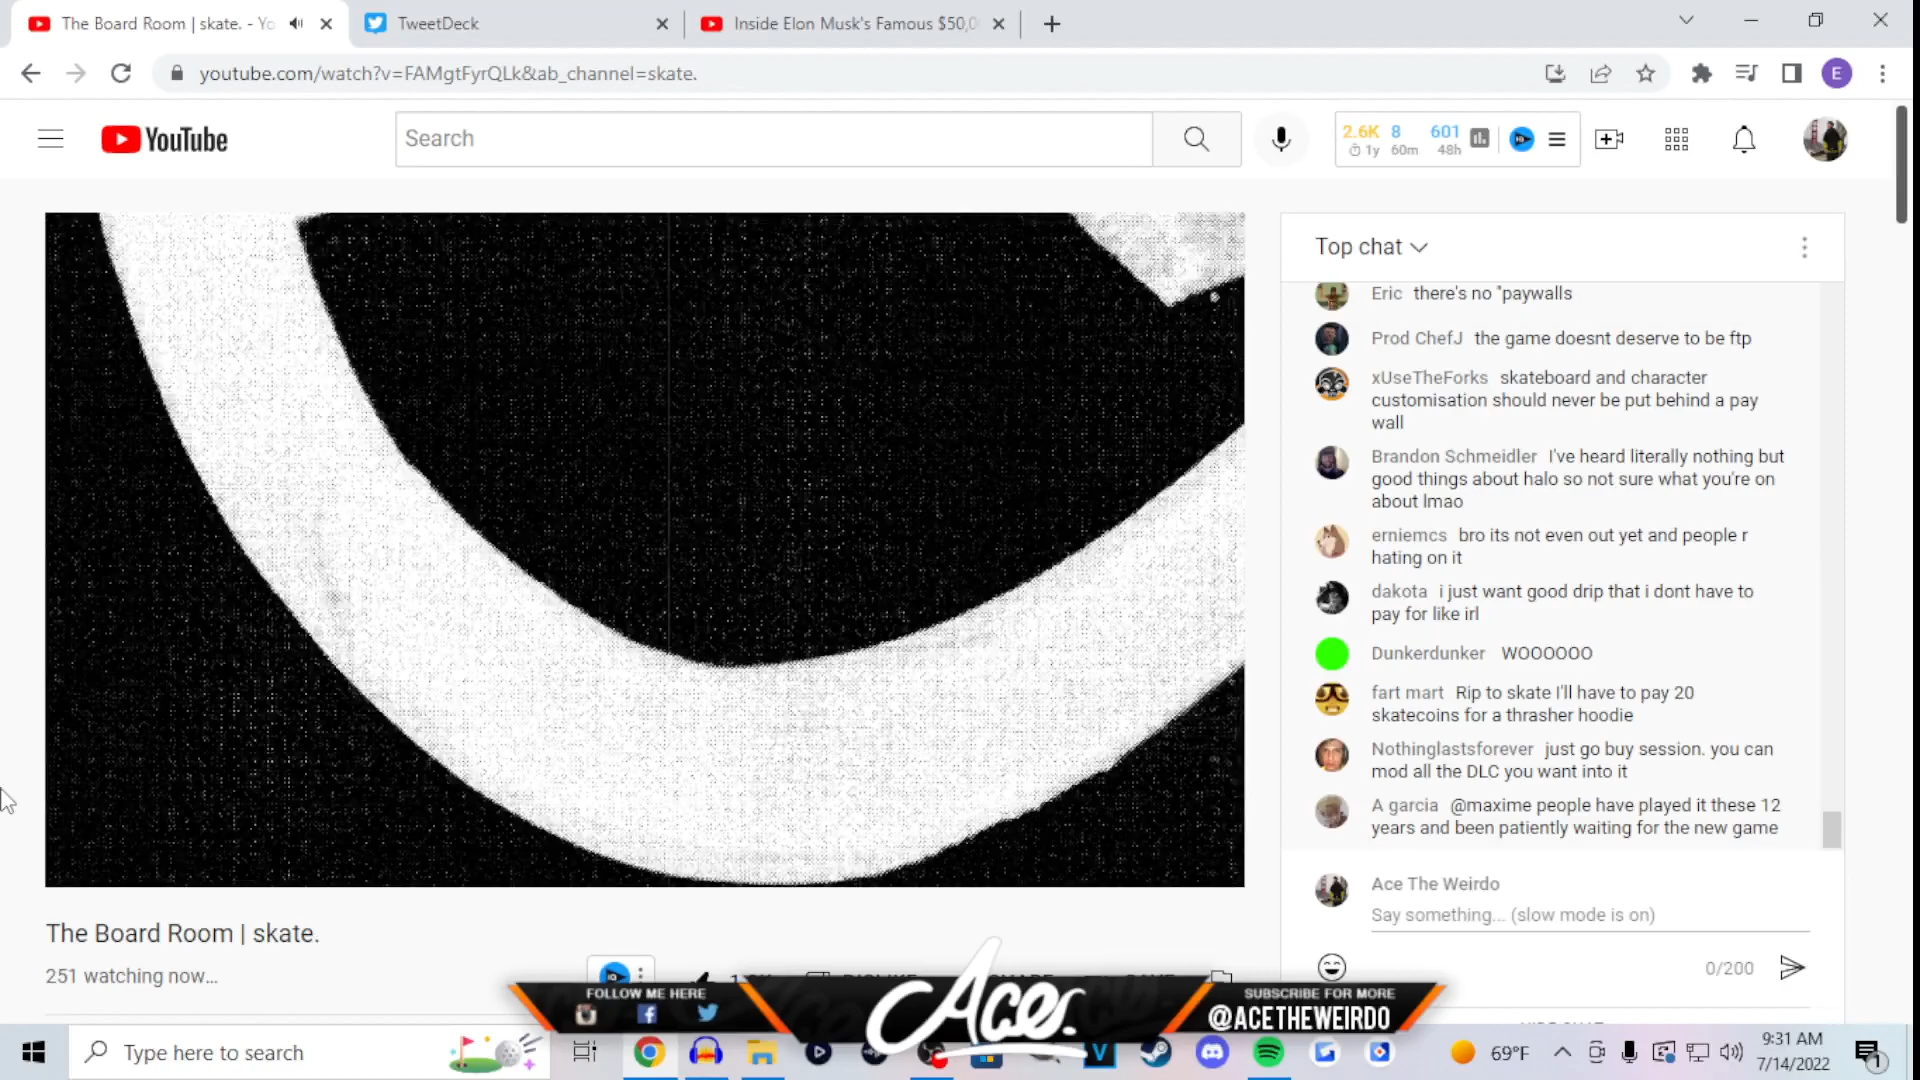 The Board Room | skate. - Yo
TweetDeck
Inside Elon Musk's Famous $50,0
youtube.com/watch?v=FAMgtFyrQLk&ab_channel=skate.
E
YouTube
Search
2.6K 8 601
1y 60m 48h
Top chat
Eric there's no "paywalls
Prod ChefJ the game doesnt deserve to be ftp
xUseTheForks skateboard and character
customisation should never be put behind a pay
wall
Brandon Schmeidler I've heard literally nothing but
good things about halo so not sure what you're on
about lmao
erniemcs bro its not even out yet and people r
hating on it
dakota i just want good drip that i dont have to
pay for like irl
Dunkerdunker WOOOOOO
fart mart Rip to skate I'll have to pay 20
skatecoins for a thrasher hoodie
Nothinglastsforever just go buy session. you can
mod all the DLC you want into it
A garcia @maxime people have played it these 12
years and been patiently waiting for the new game
Ace The Weirdo
Say something... (slow mode is on)
0/200
The Board Room | skate.
251 watching now...
FOLLOW ME HERE
Aces.
SUBSCRIBE FOR MORE
@ACETHEWEIRDO
Type here to search
69°F
9:31 AM
7/14/2022
1